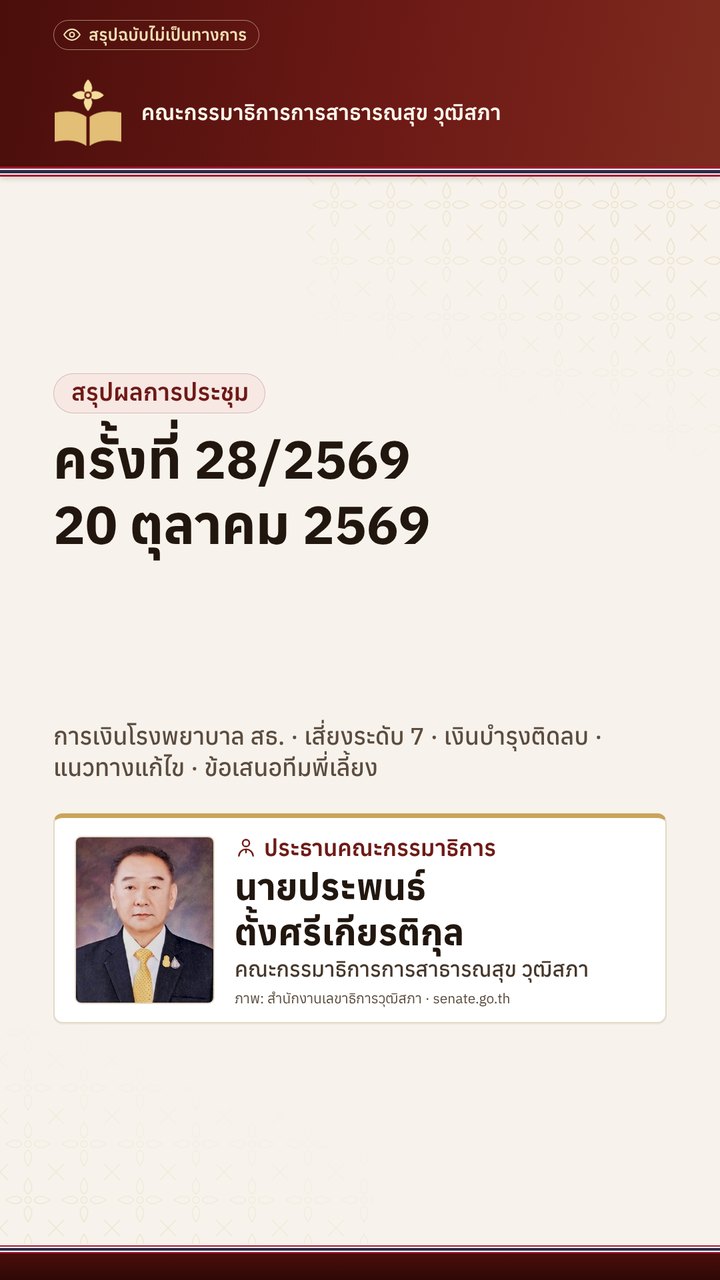 สรุปฉบับไม่เป็นทางการ
คณะกรรมาธิการการสาธารณสุข วุฒิสภา
สรุปผลการประชุม
ครั้งที่ 28/2569
20 ตุลาคม 2569
การเงินโรงพยาบาล สธ. · เสี่ยงระดับ 7 · เงินบำรุงติดลบ ·
แนวทางแก้ไข · ข้อเสนอทีมพี่เลี้ยง
ประธานคณะกรรมาธิการ
นายประพนธ์
ตั้งศรีเกียรติกุล
คณะกรรมาธิการการสาธารณสุข วุฒิสภา
ภาพ: สำนักงานเลขาธิการวุฒิสภา · senate.go.th